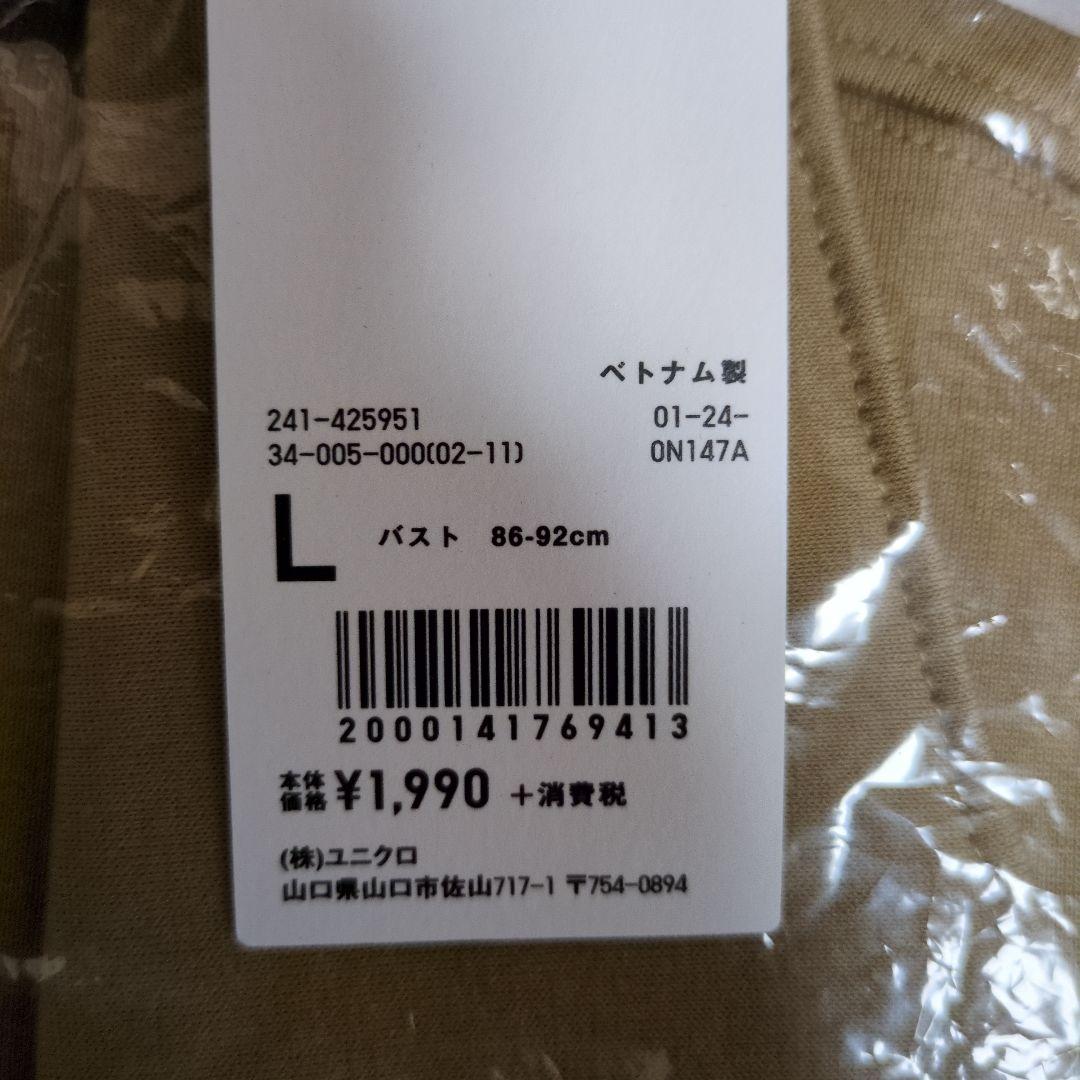 ベトナム製
241-425951 01-24-
34-005-000(02-11) 0N147A
L バスト 86-92cm
2000141769413
本体価格 ¥1,990 +消費税
(株)ユニクロ
山口県山口市佐山717-1 〒754-0894